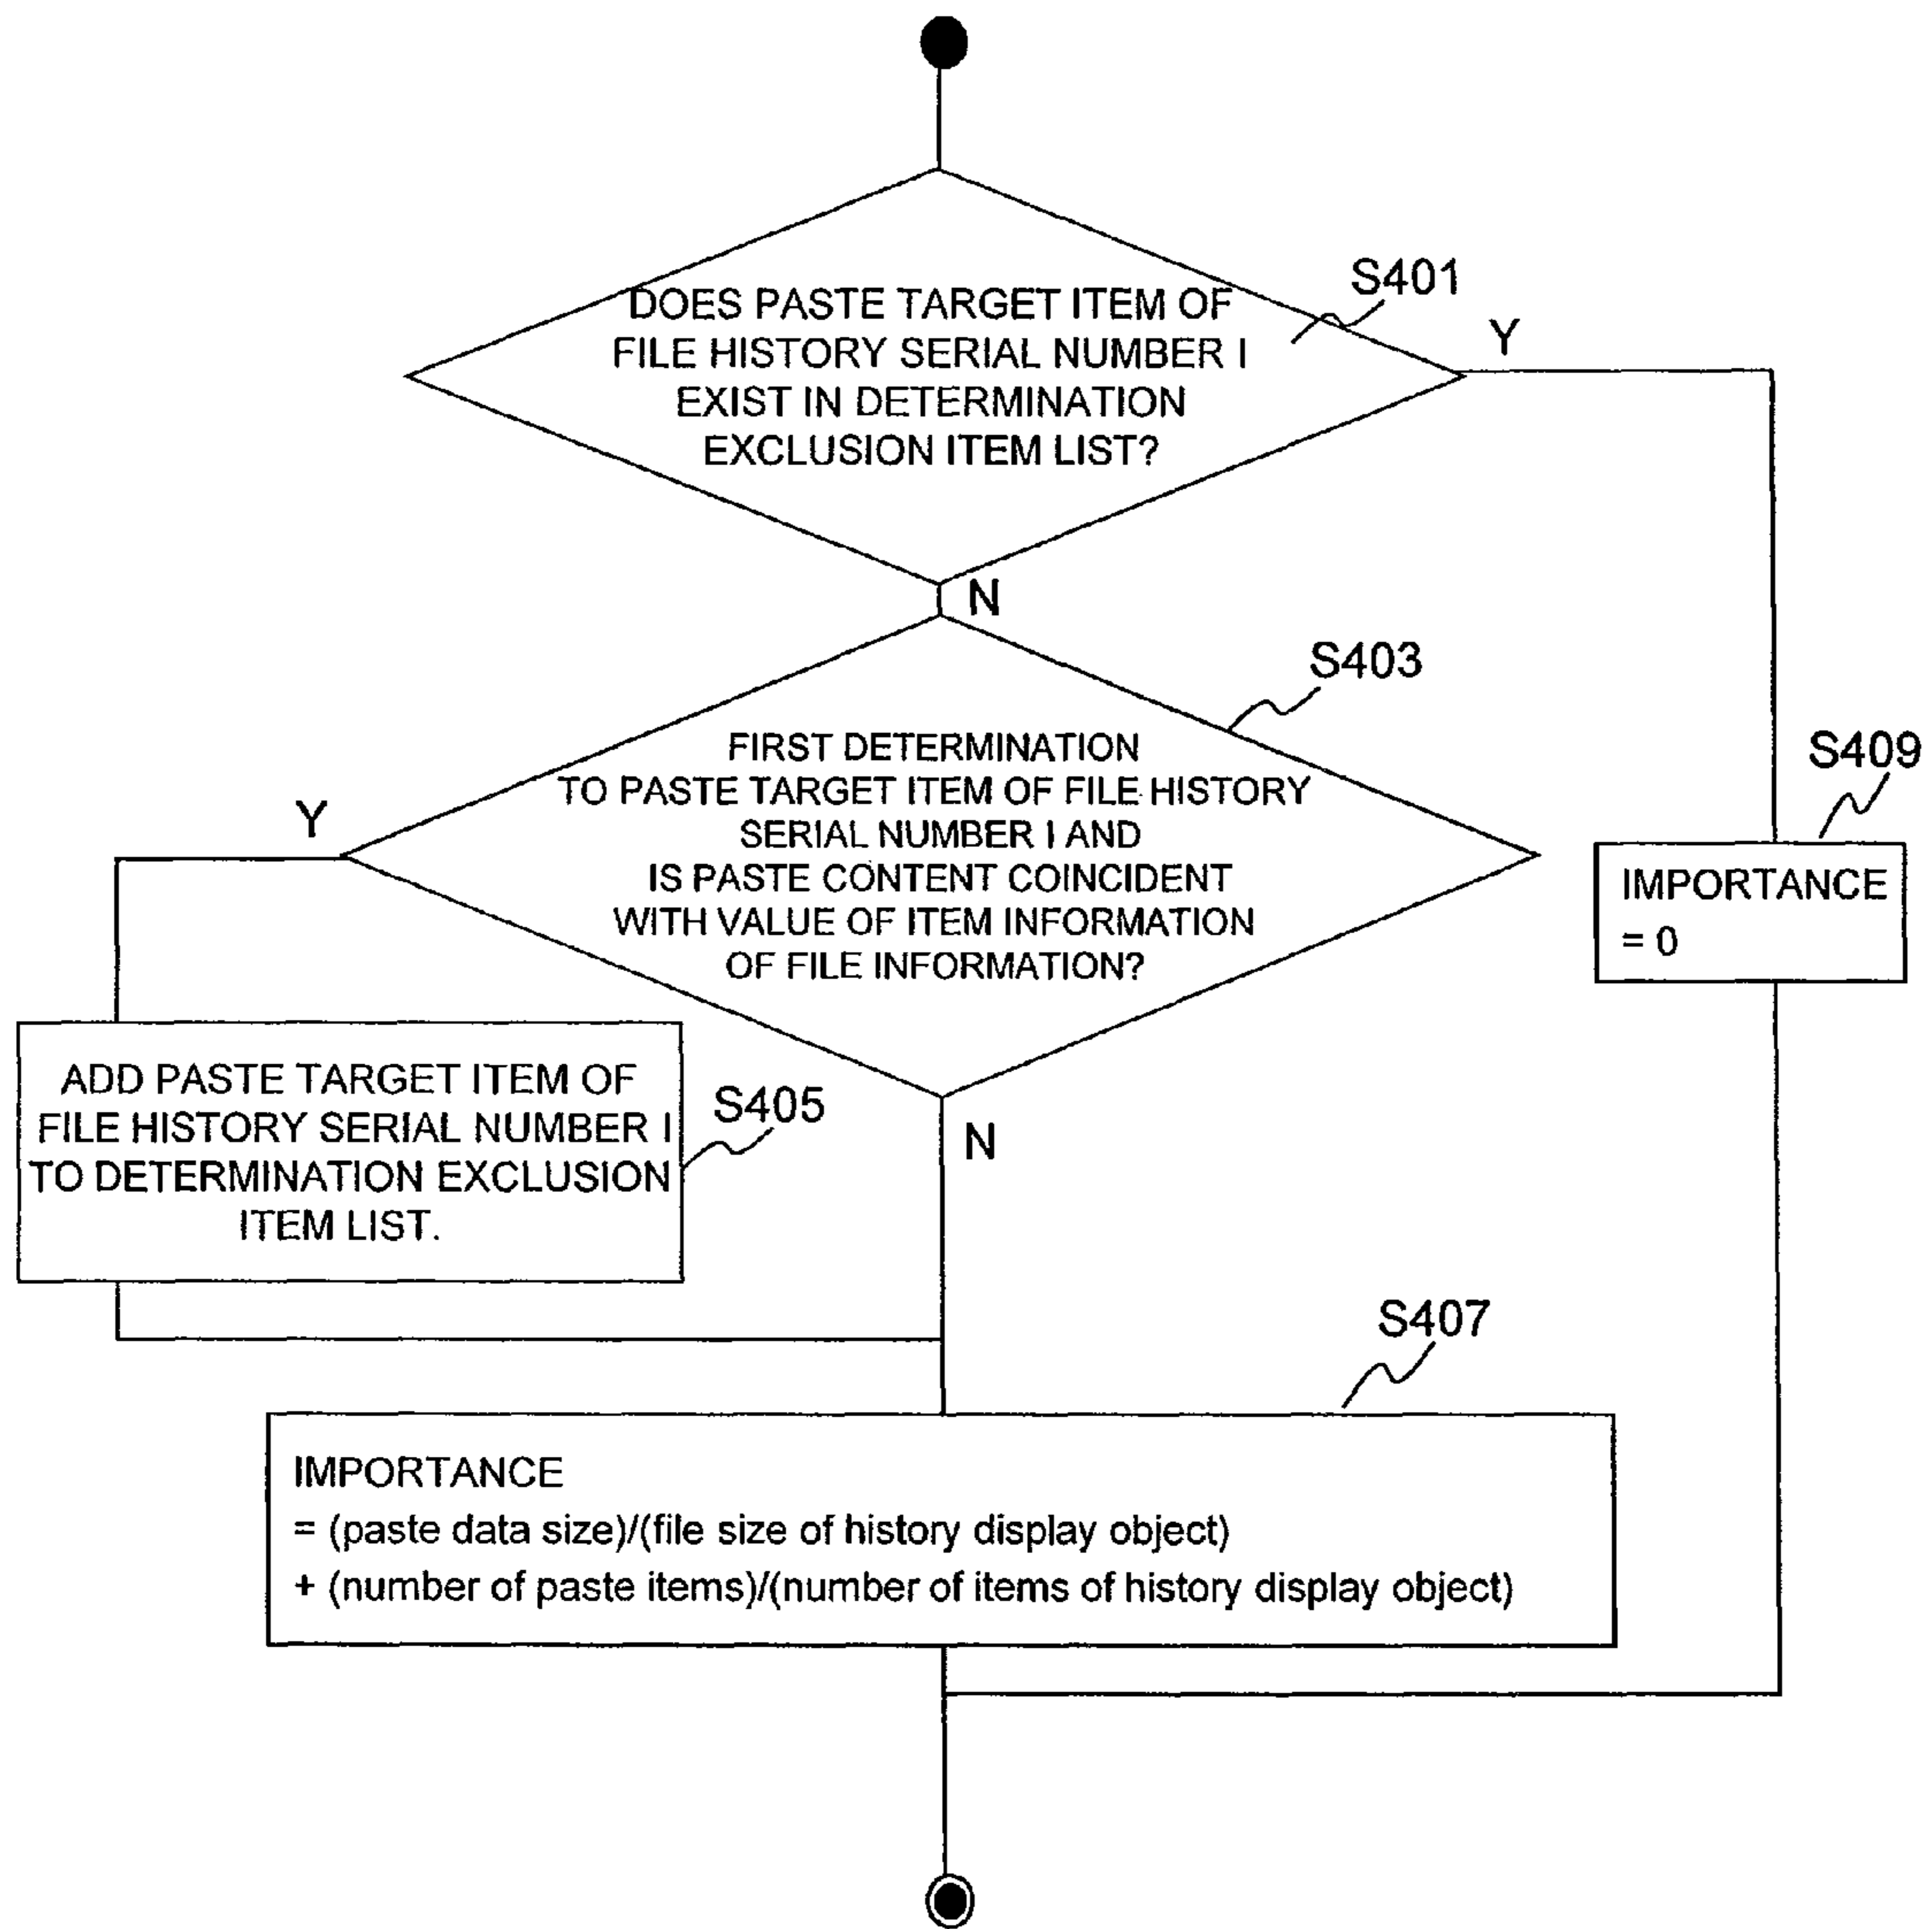 S401
DOES PASTE TARGET ITEM OF
FILE HISTORY SERIAL NUMBER I
EXIST IN DETERMINATION
EXCLUSION ITEM LIST?
Y
N
S403
FIRST DETERMINATION
TO PASTE TARGET ITEM OF FILE HISTORY
SERIAL NUMBER I AND
IS PASTE CONTENT COINCIDENT
WITH VALUE OF ITEM INFORMATION
OF FILE INFORMATION?
Y
S409
IMPORTANCE
= 0
ADD PASTE TARGET ITEM OF
FILE HISTORY SERIAL NUMBER I
TO DETERMINATION EXCLUSION
ITEM LIST.
S405
N
S407
IMPORTANCE
= (paste data size)/(file size of history display object)
+ (number of paste items)/(number of items of history display object)